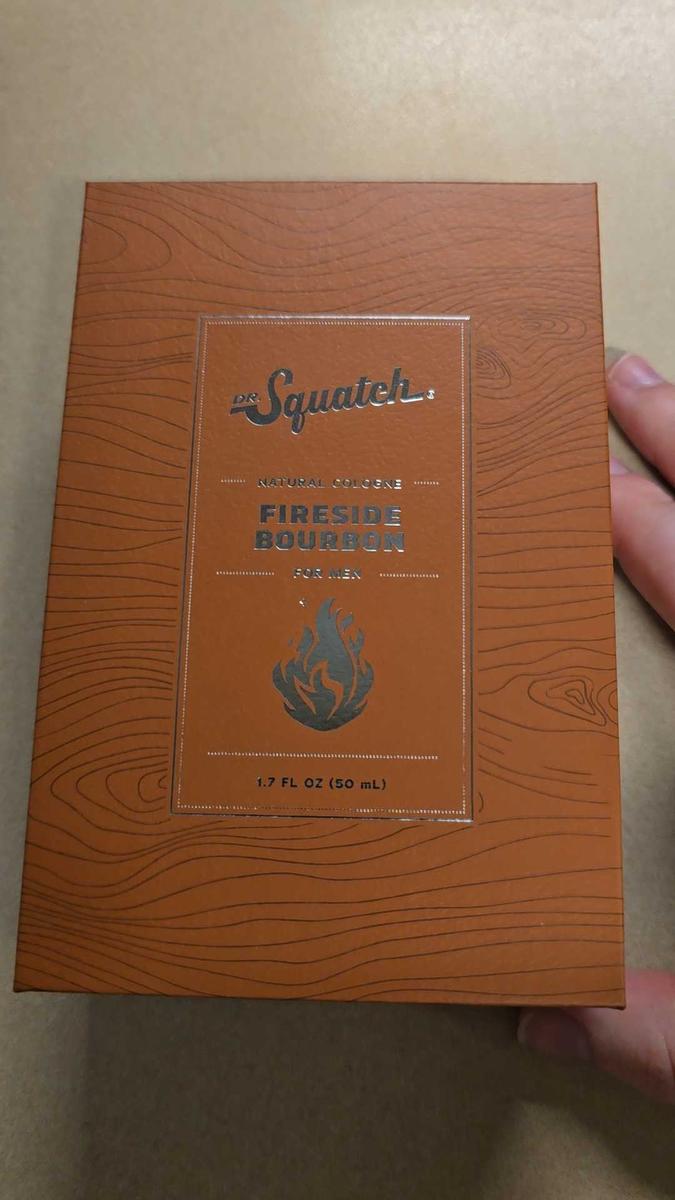 DR. Squatch®
NATURAL COLOGNE
FIRESIDE
BOURBON
FOR MEN
1.7 FL OZ (50 mL)